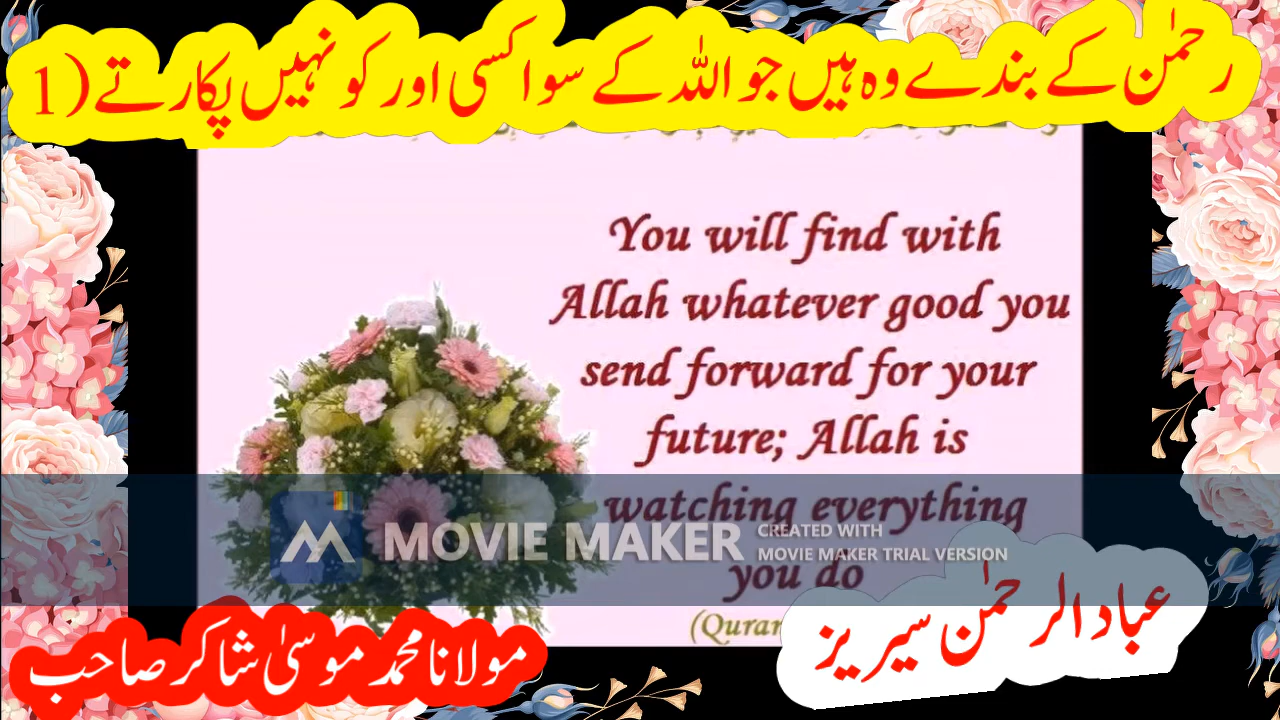 رحمٰن کے بندے وہ ہیں جو اللہ کے سوا کسی اور کو نہیں پکارتے (1
You will find with
Allah whatever good you
send forward for your
future; Allah is
watching everything
you do
(Quran
MOVIE MAKER
CREATED WITH
MOVIE MAKER TRIAL VERSION
عباد الرحمٰن سیریز
مولانا محمد موسیٰ شاکر صاحب